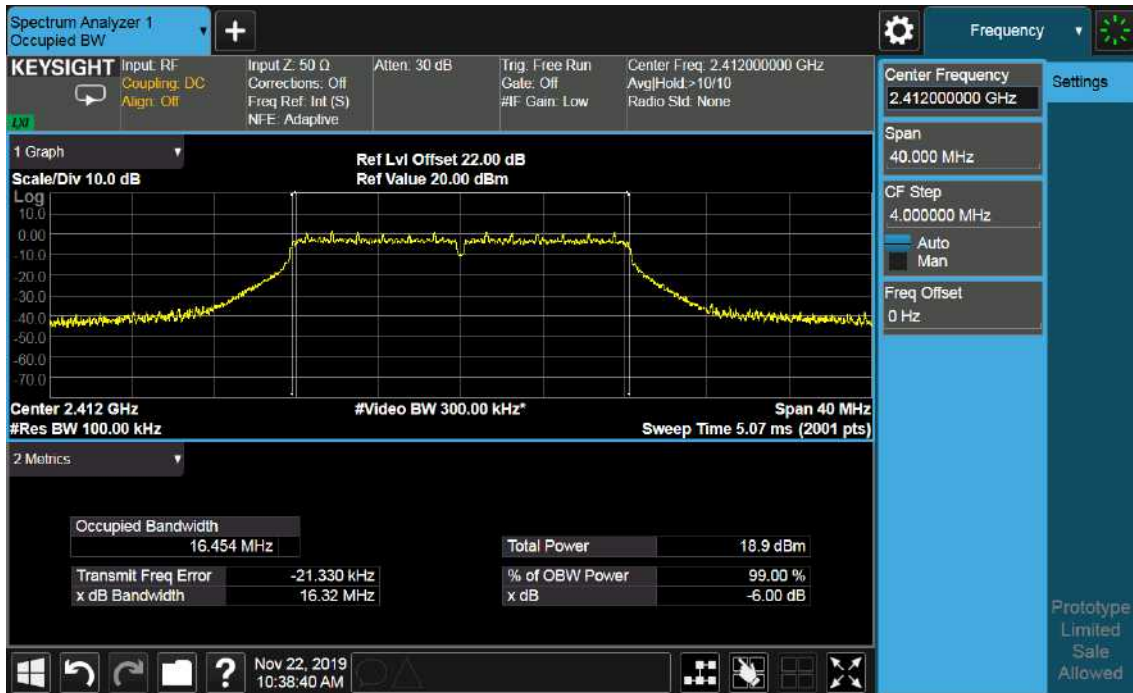 Spectrum Analyzer 1
Occupied BW
+
Frequency
KEYSIGHT
LXI
Input: RF
Coupling: DC
Align: Off
Input Z: 50 Ω
Corrections: Off
Freq Ref: Int (S)
NFE: Adaptive
Atten: 30 dB
Trig: Free Run
Gate: Off
#IF Gain: Low
Center Freq: 2.412000000 GHz
Avg|Hold:>10/10
Radio Std: None
Center Frequency
2.412000000 GHz
Settings
Span
40.000 MHz
CF Step
4.000000 MHz
Auto
Man
Freq Offset
0 Hz
1 Graph
Scale/Div 10.0 dB
Ref Lvl Offset 22.00 dB
Ref Value 20.00 dBm
Log
10.0
0.00
-10.0
-20.0
-30.0
-40.0
-50.0
-60.0
-70.0
Center 2.412 GHz
#Video BW 300.00 kHz*
Span 40 MHz
#Res BW 100.00 kHz
Sweep Time 5.07 ms (2001 pts)
2 Metrics
Occupied Bandwidth
16.454 MHz
Total Power 18.9 dBm
Transmit Freq Error -21.330 kHz
% of OBW Power 99.00 %
x dB Bandwidth 16.32 MHz
x dB -6.00 dB
Prototype
Limited
Sale
Allowed
?
Nov 22, 2019
10:38:40 AM